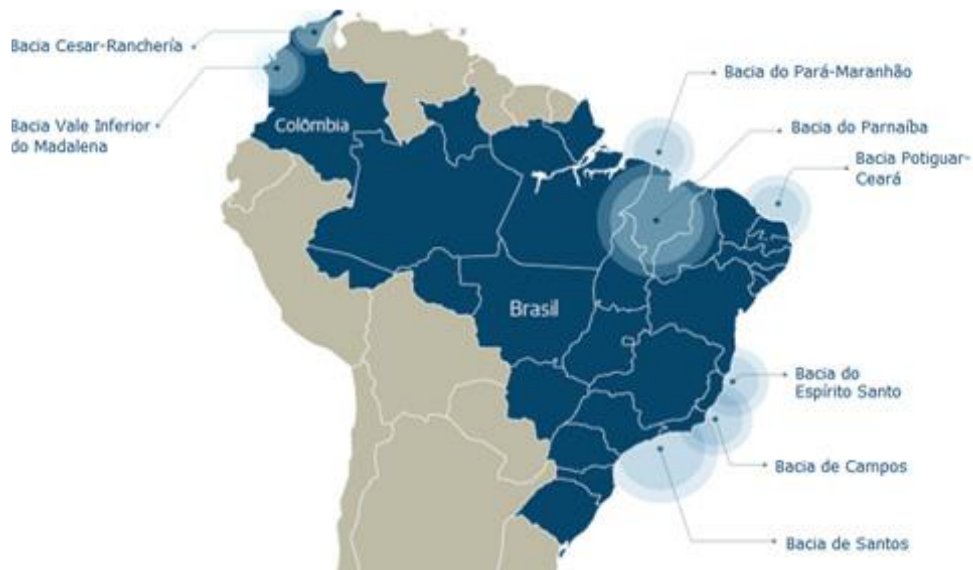 Bacia Cesar-Ranchería
Bacia Vale Inferior
do Madalena
Colômbia
Brasil
Bacia do Pará-Maranhão
Bacia do Parnaíba
Bacia Potiguar-
Ceará
Bacia do
Espírito Santo
Bacia de Campos
Bacia de Santos